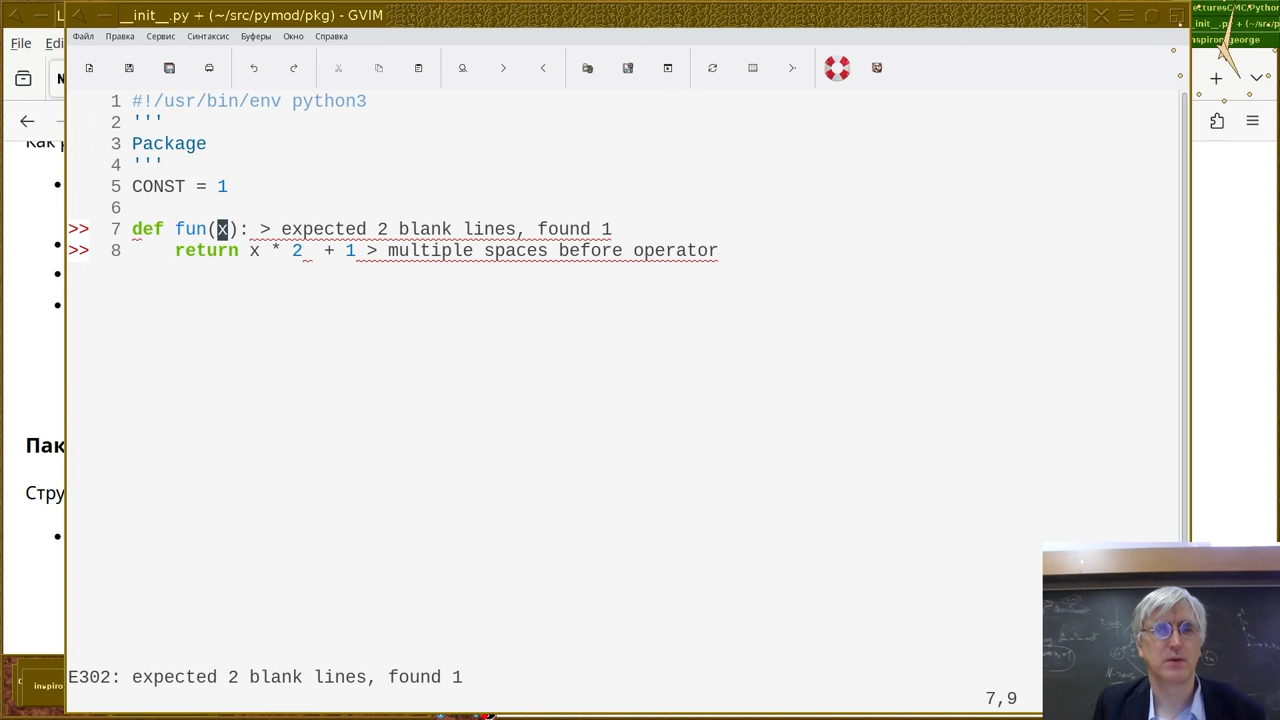 __init__.py + (~/src/pymod/pkg) - GVIM
Файл Правка Сервис Синтаксис Буферы Окно Справка
File
1 #!/usr/bin/env python3
2 '''
3 Package
4 '''
5 CONST = 1
6
>> 7 def fun(x): > expected 2 blank lines, found 1
>> 8 return x * 2  + 1 > multiple spaces before operator
E302: expected 2 blank lines, found 1
7,9